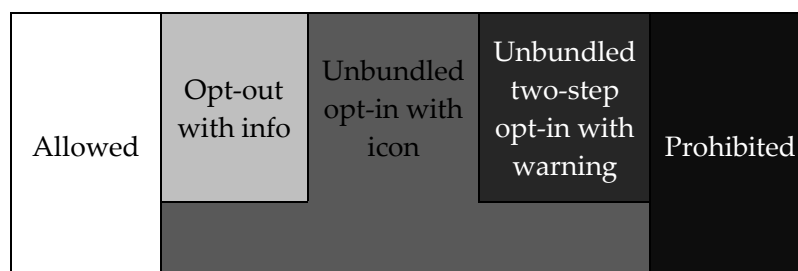 Allowed
Opt-out
with info
Unbundled
opt-in with
icon
Unbundled
two-step
opt-in with
warning
Prohibited